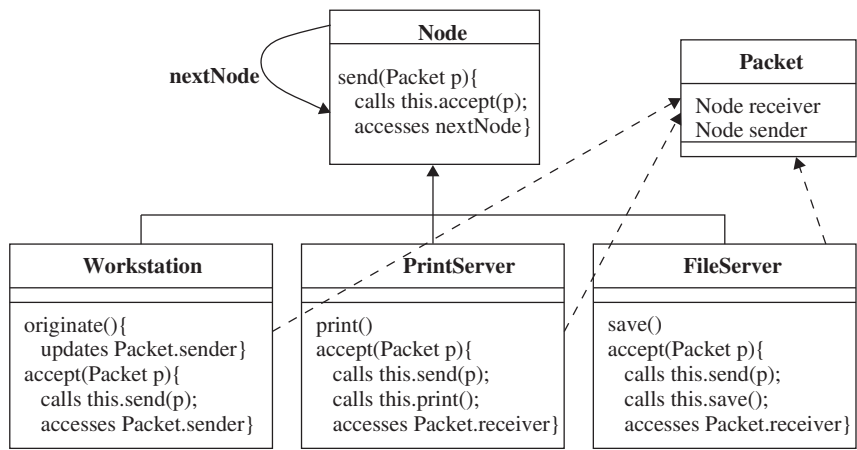 Node
nextNode
send(Packet p){
calls this.accept(p);
accesses nextNode}
Packet
Node receiver
Node sender
Workstation
originate(){
updates Packet.sender}
accept(Packet p){
calls this.send(p);
accesses Packet.sender}
PrintServer
print()
accept(Packet p){
calls this.send(p);
calls this.print();
accesses Packet.receiver}
FileServer
save()
accept(Packet p){
calls this.send(p);
calls this.save();
accesses Packet.receiver}